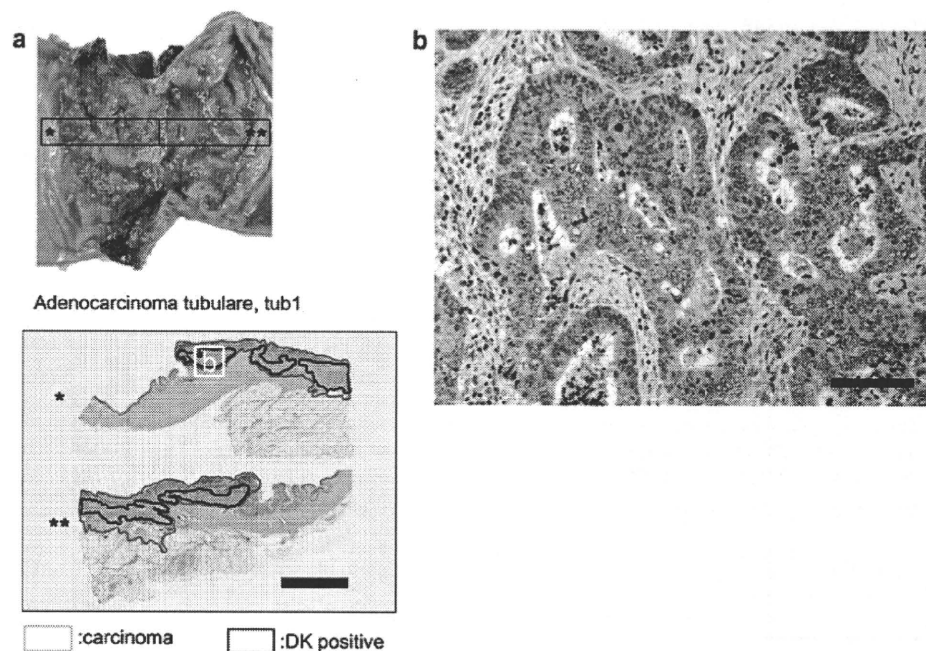 a
b
*
**
Adenocarcinoma tubulare, tub1
b
*
**
:carcinoma
:DK positive